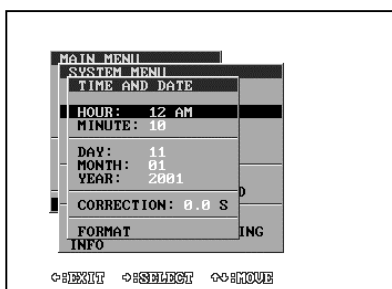 MAIN MENU
SYSTEM MENU
TIME AND DATE
HOUR: 12 AM
MINUTE: 10
DAY: 11
MONTH: 01
YEAR: 2001
D
CORRECTION: 0.0 S
FORMAT ING
INFO
:EXIT :SELECT :MOVE